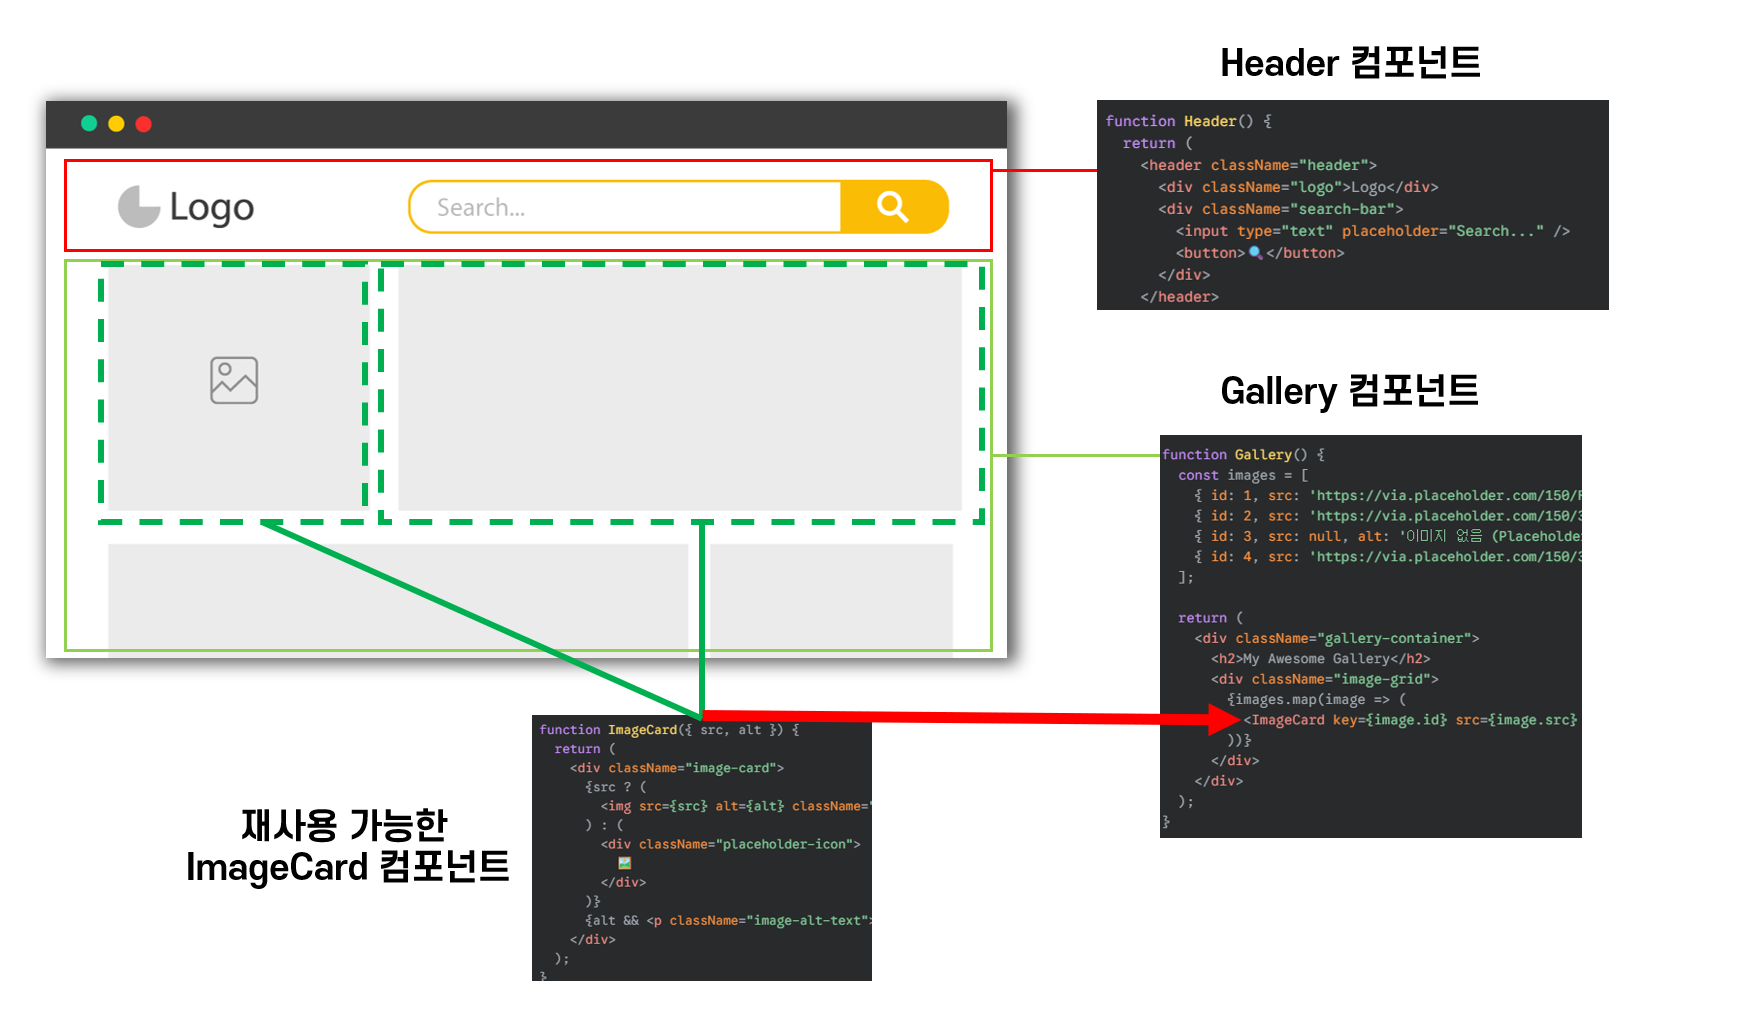 Header 컴포넌트
function Header() {
return (
<header className="header">
<div className="logo">Logo</div>
<div className="search-bar">
<input type="text" placeholder="Search..." />
<button>🔍</button>
</div>
</header>
Logo
Search...
Gallery 컴포넌트
function Gallery() {
const images = [
{ id: 1, src: 'https://via.placeholder.com/150/
{ id: 2, src: 'https://via.placeholder.com/150/3
{ id: 3, src: null, alt: '이미지 없음 (Placeholde
{ id: 4, src: 'https://via.placeholder.com/150/3
];
return (
<div className="gallery-container">
<h2>My Awesome Gallery</h2>
<div className="image-grid">
{images.map(image => (
<ImageCard key={image.id} src={image.src}
))}
</div>
</div>
);
}
재사용 가능한
ImageCard 컴포넌트
function ImageCard({ src, alt }) {
return (
<div className="image-card">
{src ? (
<img src={src} alt={alt} className="
) : (
<div className="placeholder-icon">
🖼️
</div>
)}
{alt && <p className="image-alt-text">
</div>
);
}